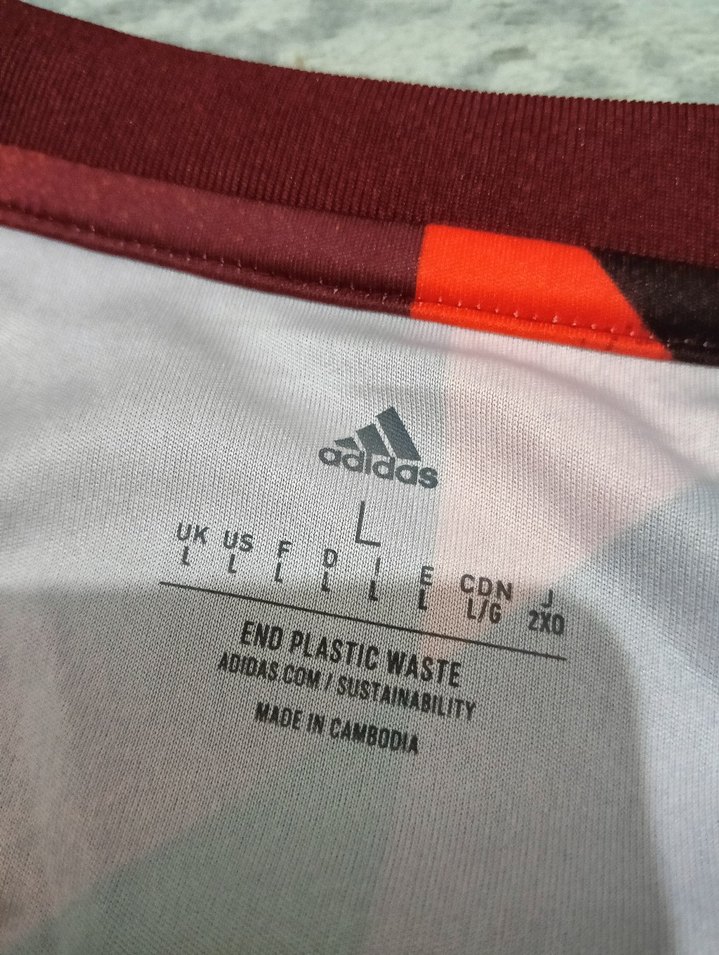 adidas
L
UK US F D I E CDN J
L L L L L L L/G 2XO
END PLASTIC WASTE
ADIDAS.COM / SUSTAINABILITY
MADE IN CAMBODIA